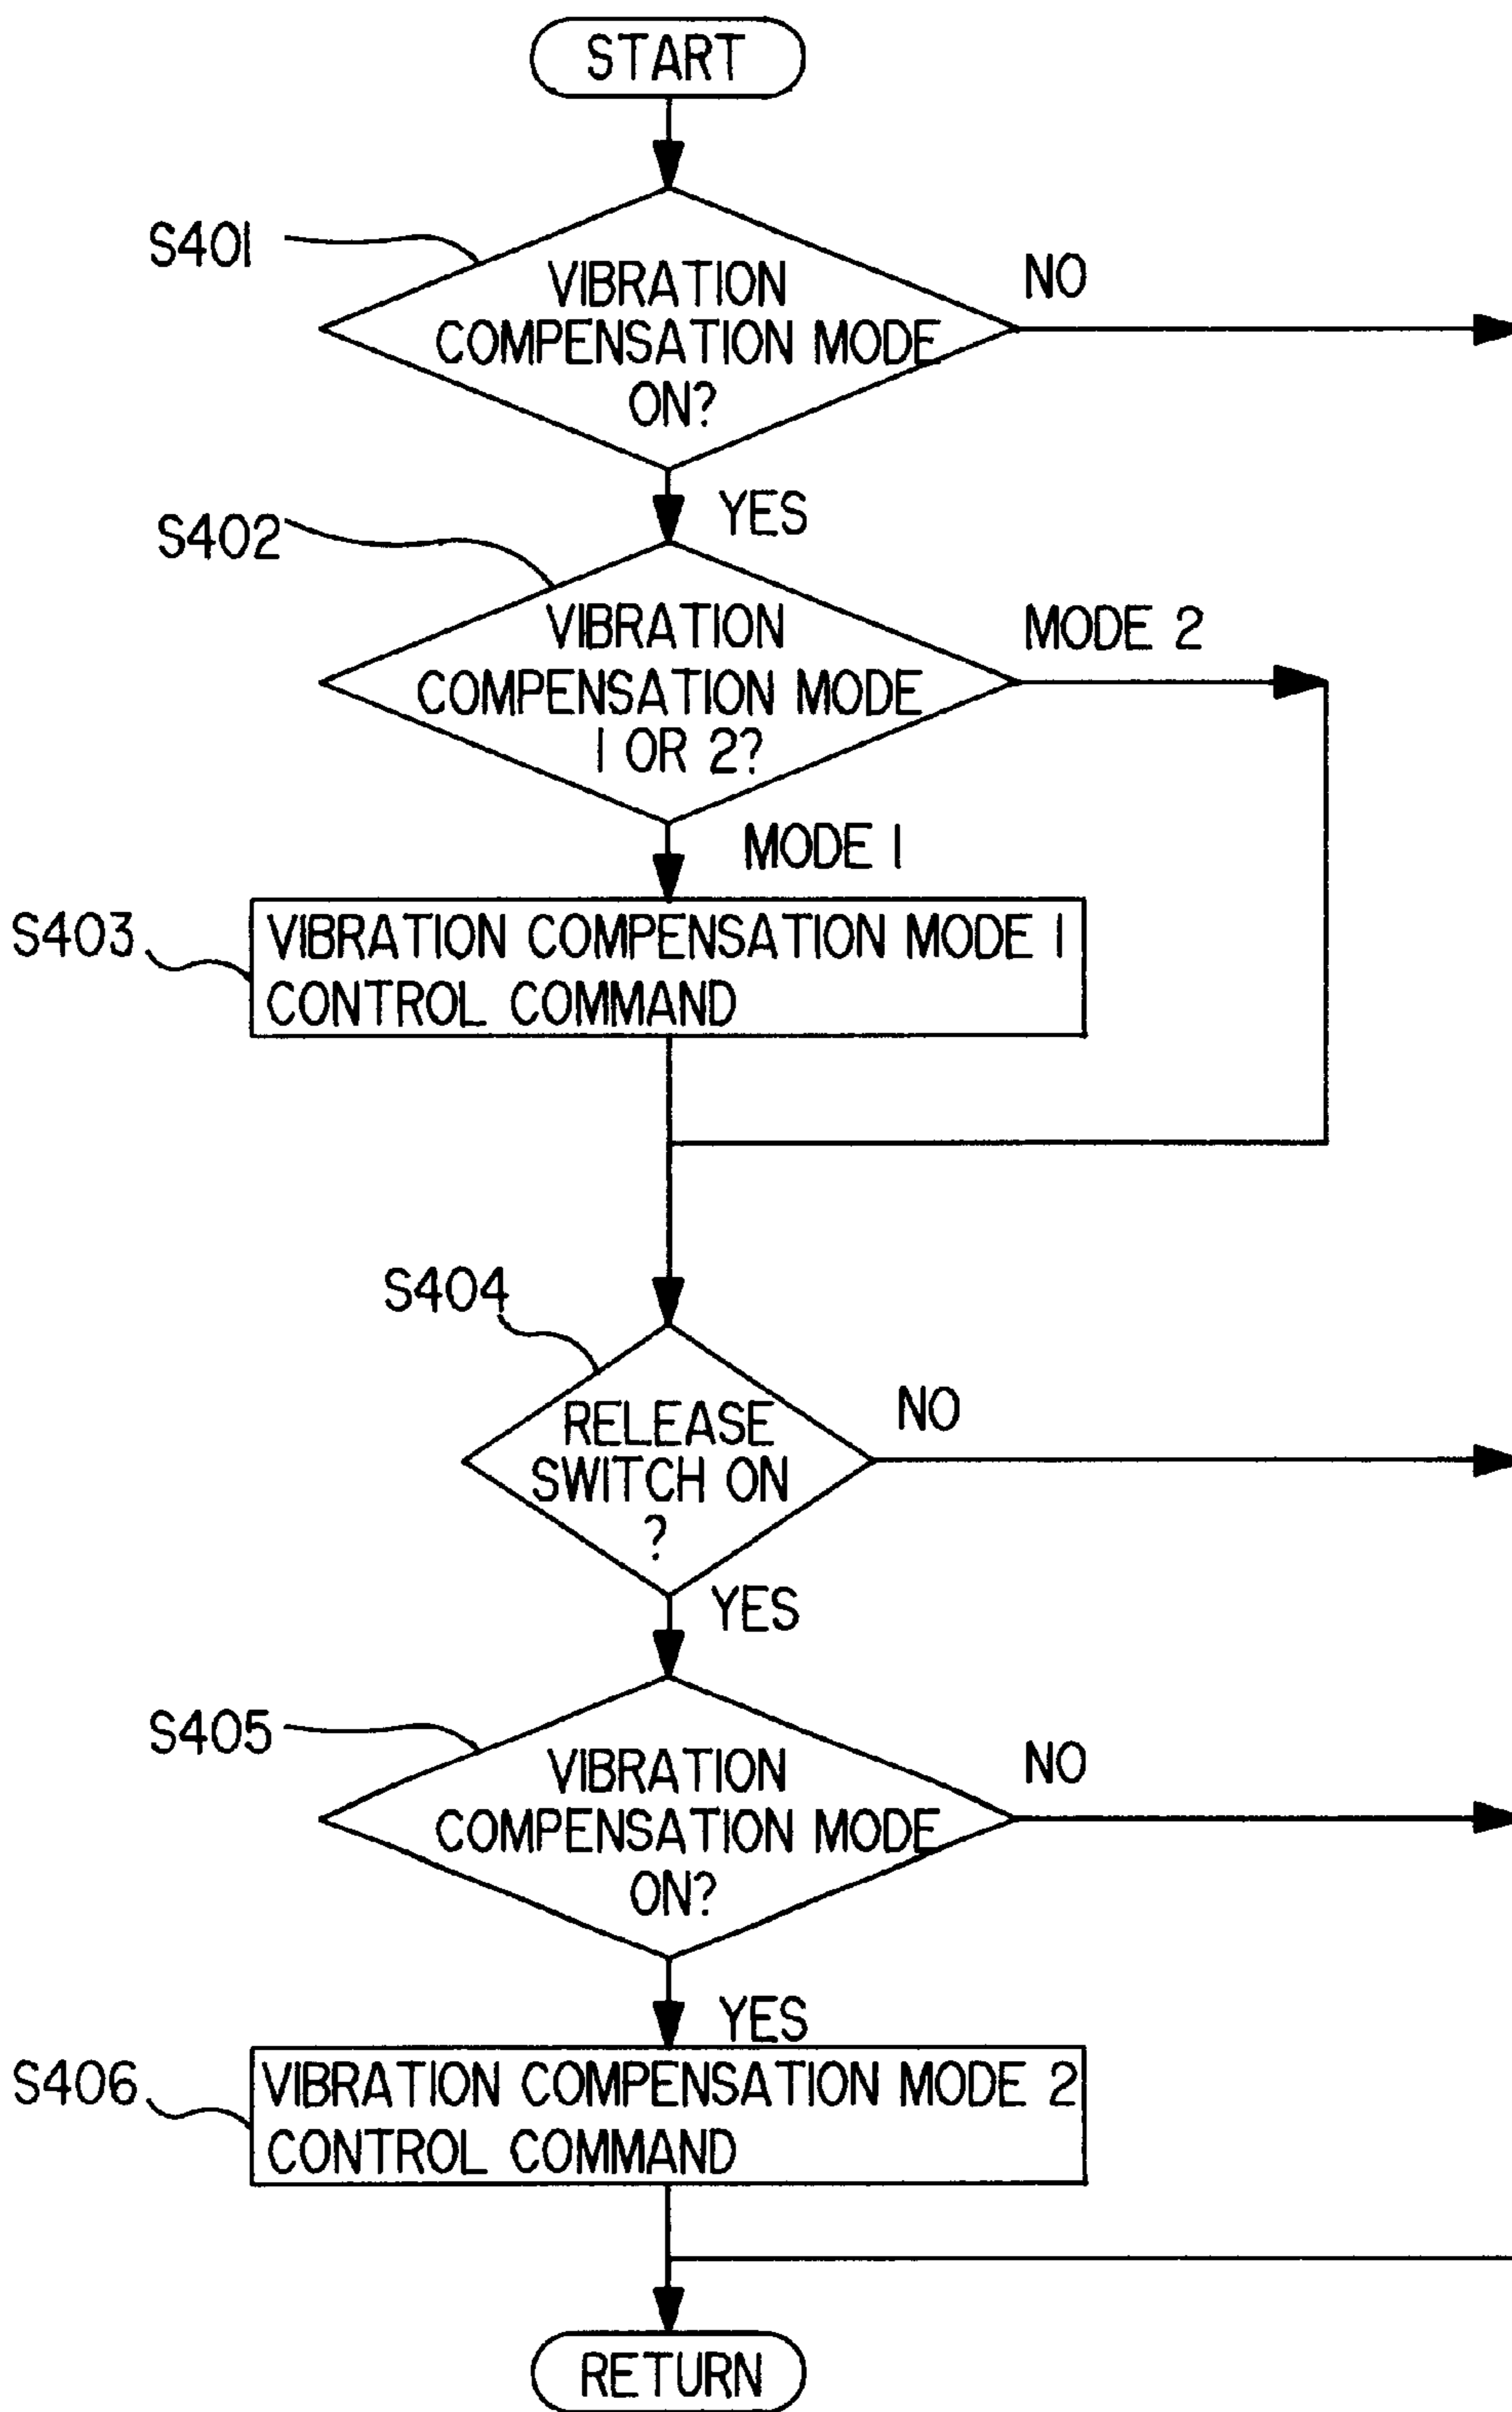 START
S401
VIBRATION
COMPENSATION MODE
ON?
NO
YES
S402
VIBRATION
COMPENSATION MODE
1 OR 2?
MODE 2
MODE 1
S403
VIBRATION COMPENSATION MODE 1
CONTROL COMMAND
S404
RELEASE
SWITCH ON
?
NO
YES
S405
VIBRATION
COMPENSATION MODE
ON?
NO
YES
S406
VIBRATION COMPENSATION MODE 2
CONTROL COMMAND
RETURN